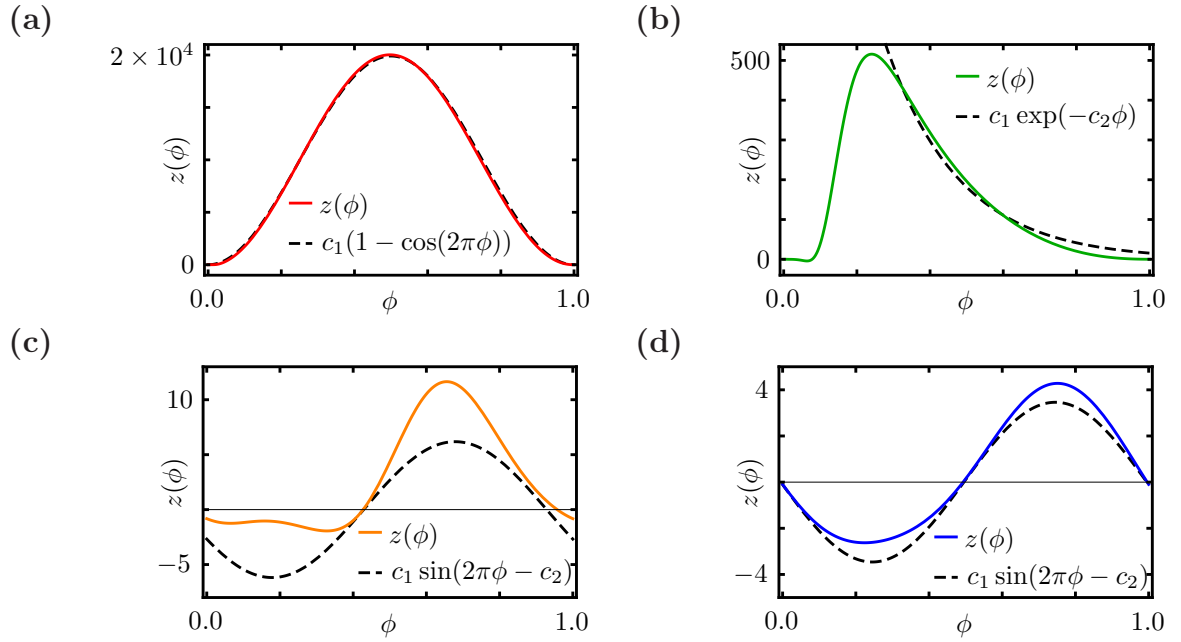 (a)
2 × 10⁴
z(ϕ)
z(ϕ)
c₁(1 − cos(2πϕ))
0
0.0
ϕ
1.0
(b)
500
z(ϕ)
z(ϕ)
c₁ exp(−c₂ϕ)
0
0.0
ϕ
1.0
(c)
10
z(ϕ)
z(ϕ)
−5
c₁ sin(2πϕ − c₂)
0.0
ϕ
1.0
(d)
4
z(ϕ)
z(ϕ)
−4
c₁ sin(2πϕ − c₂)
0.0
ϕ
1.0